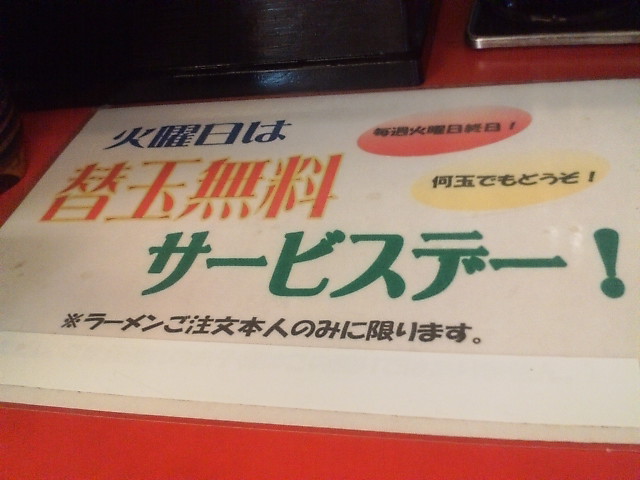 火曜日は
毎週火曜日終日!
替玉無料
何玉でもどうぞ!
サービスデー!
※ラーメンご注文本人のみに限ります。